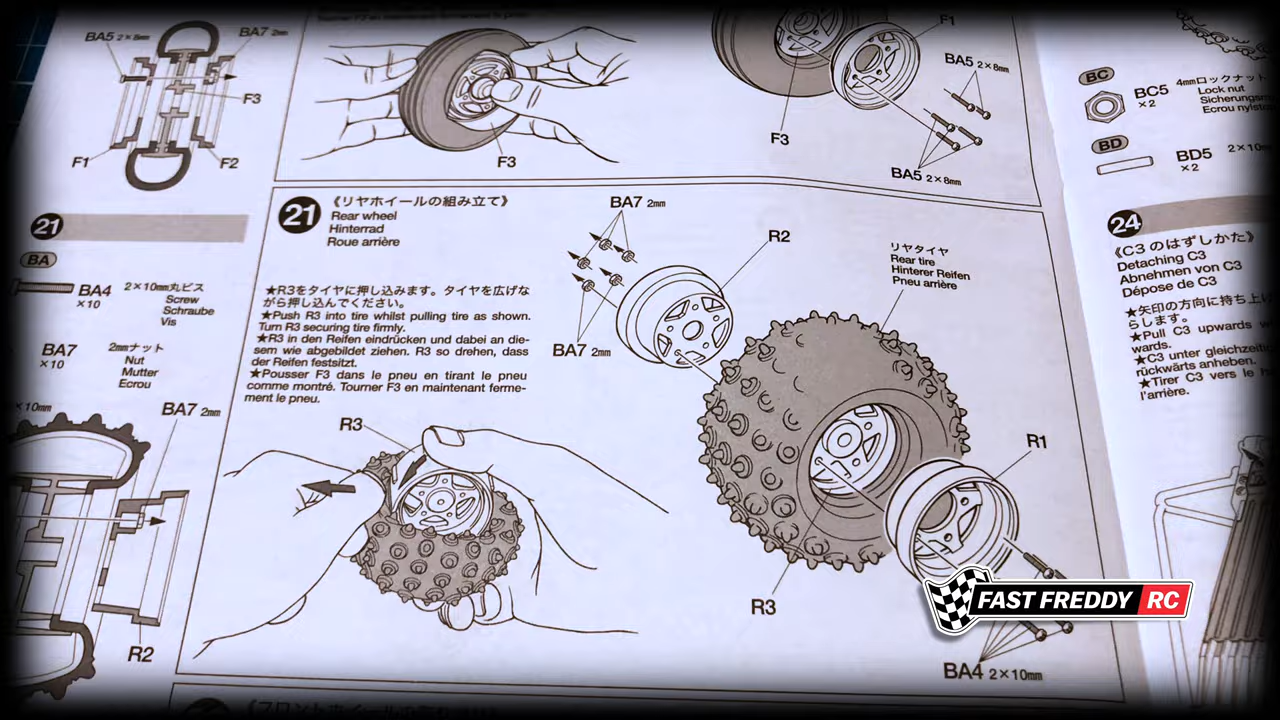 BA5 2×8mm
BA7 2mm
F3
F1
F2
F3
F1
BA5 2×8mm
F3
BA5 2×8mm
BC
BC5
×2
4mmロックナット
Lock nut
BD
BD5
×2
21
BA
BA4
×10
2×10mm丸ビス
Screw
Schraube
Vis
BA7
×10
2mmナット
Nut
Mutter
Ecrou
×10mm
BA7 2mm
R2
21
《リヤホイールの組み立て》
Rear wheel
Hinterrad
Roue arrière
★R3をタイヤに押し込みます。タイヤを広げな
がら押し込んでください。
★Push R3 into tire whilst pulling tire as shown.
Turn R3 securing tire firmly.
★R3 in den Reifen eindrücken und dabei an die-
sem wie abgebildet ziehen. R3 so drehen, dass
der Reifen festsitzt.
★Pousser F3 dans le pneu en tirant le pneu
comme montré. Tourner F3 en maintenant ferme-
ment le pneu.
R3
BA7 2mm
BA7 2mm
R2
リヤタイヤ
Rear tire
Hinterer Reifen
Pneu arrière
R1
R3
BA4 2×10mm
24
《C3 のはずしかた》
Detaching C3
Abnehmen von C3
Dépose de C3
★矢印の方向に持ち上げ
らします。
★Pull C3 upwards
wards.
★C3 unter gleichzeitig
rückwärts anheben.
★Tirer C3 vers le
l'arrière.
FAST FREDDY RC